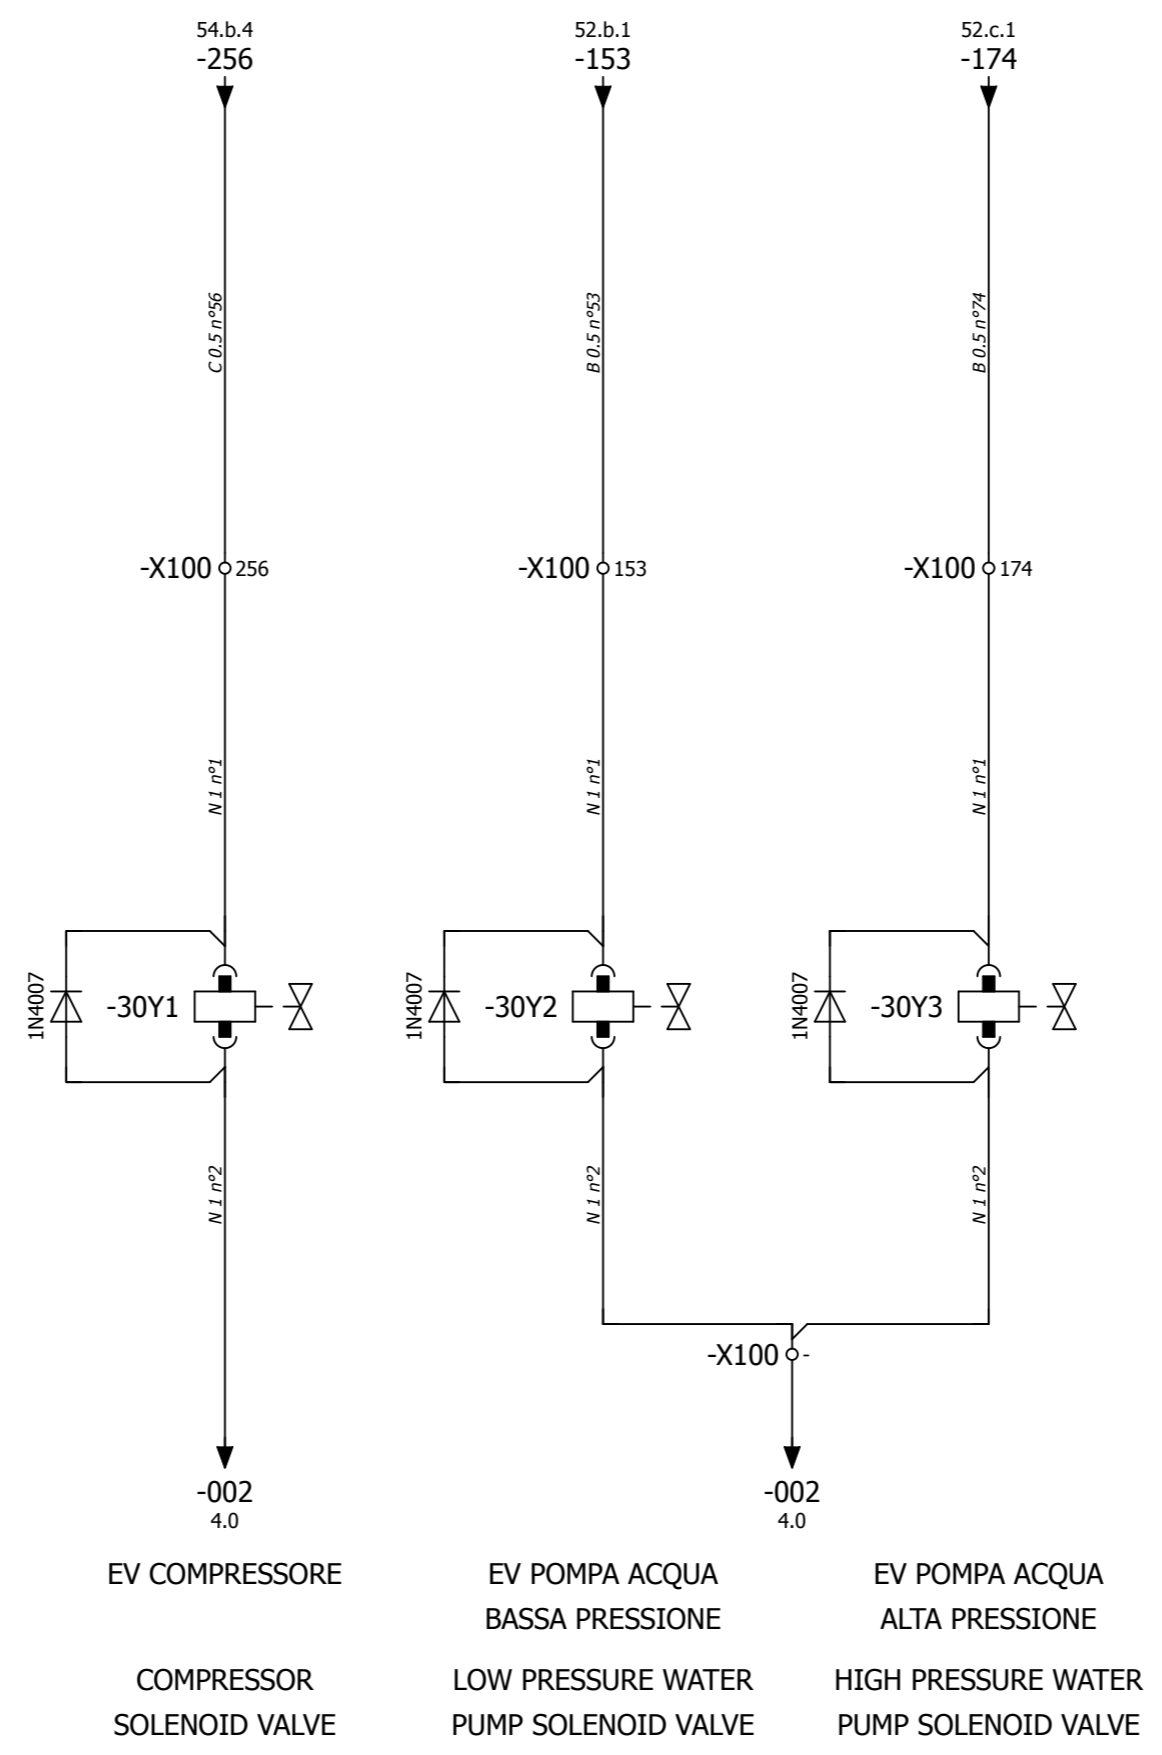 54.b.4
-256
52.b.1
-153
52.c.1
-174
C 0.5 n°56
B 0.5 n°53
B 0.5 n°74
-X100 256
-X100 153
-X100 174
N 1 n°1
N 1 n°1
N 1 n°1
1N4007
-30Y1
1N4007
-30Y2
1N4007
-30Y3
N 1 n°2
N 1 n°2
N 1 n°2
-X100 -
-002
4.0
-002
4.0
EV COMPRESSORE
COMPRESSOR
SOLENOID VALVE
EV POMPA ACQUA
BASSA PRESSIONE
LOW PRESSURE WATER
PUMP SOLENOID VALVE
EV POMPA ACQUA
ALTA PRESSIONE
HIGH PRESSURE WATER
PUMP SOLENOID VALVE